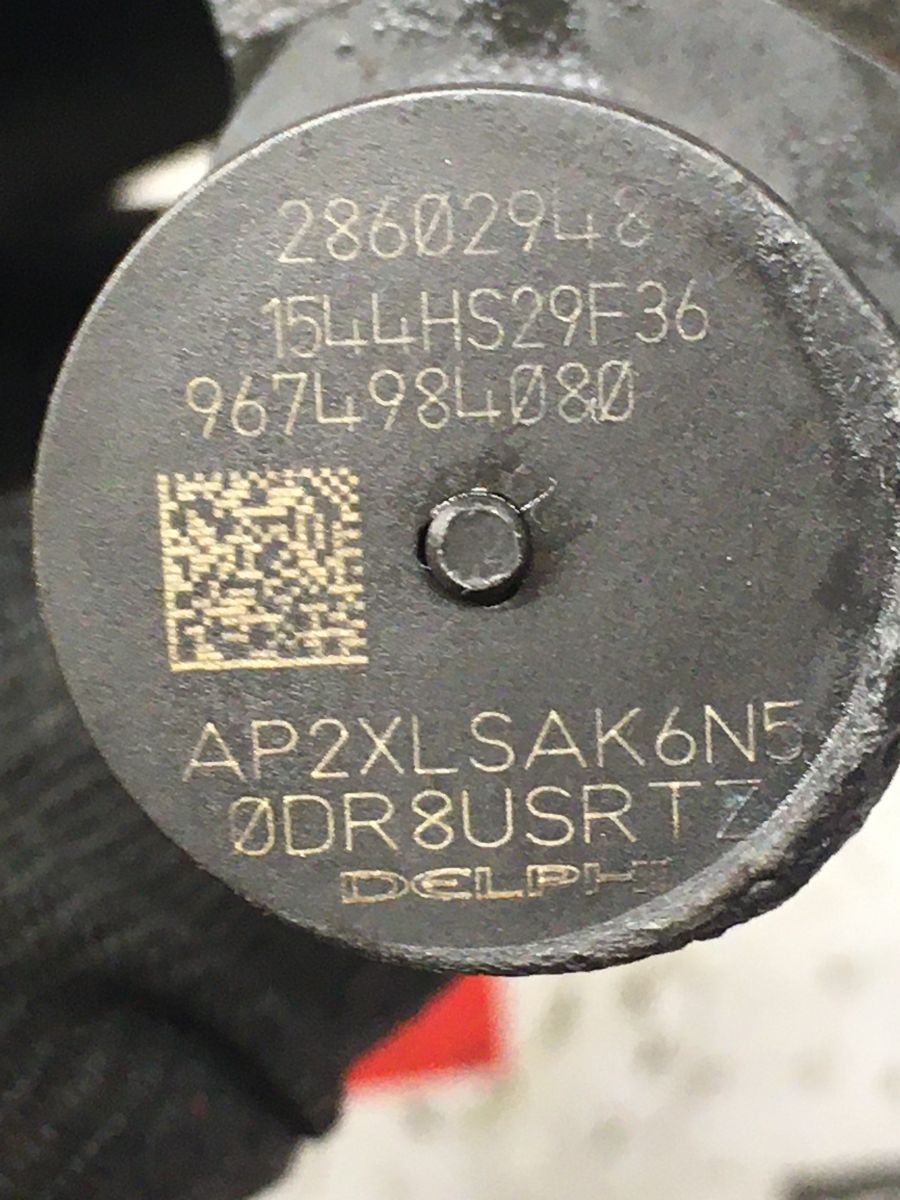 28602948
1544HS29F36
9674984080
AP2XLSAK6N5
0DR8USRTZ
DELPHI